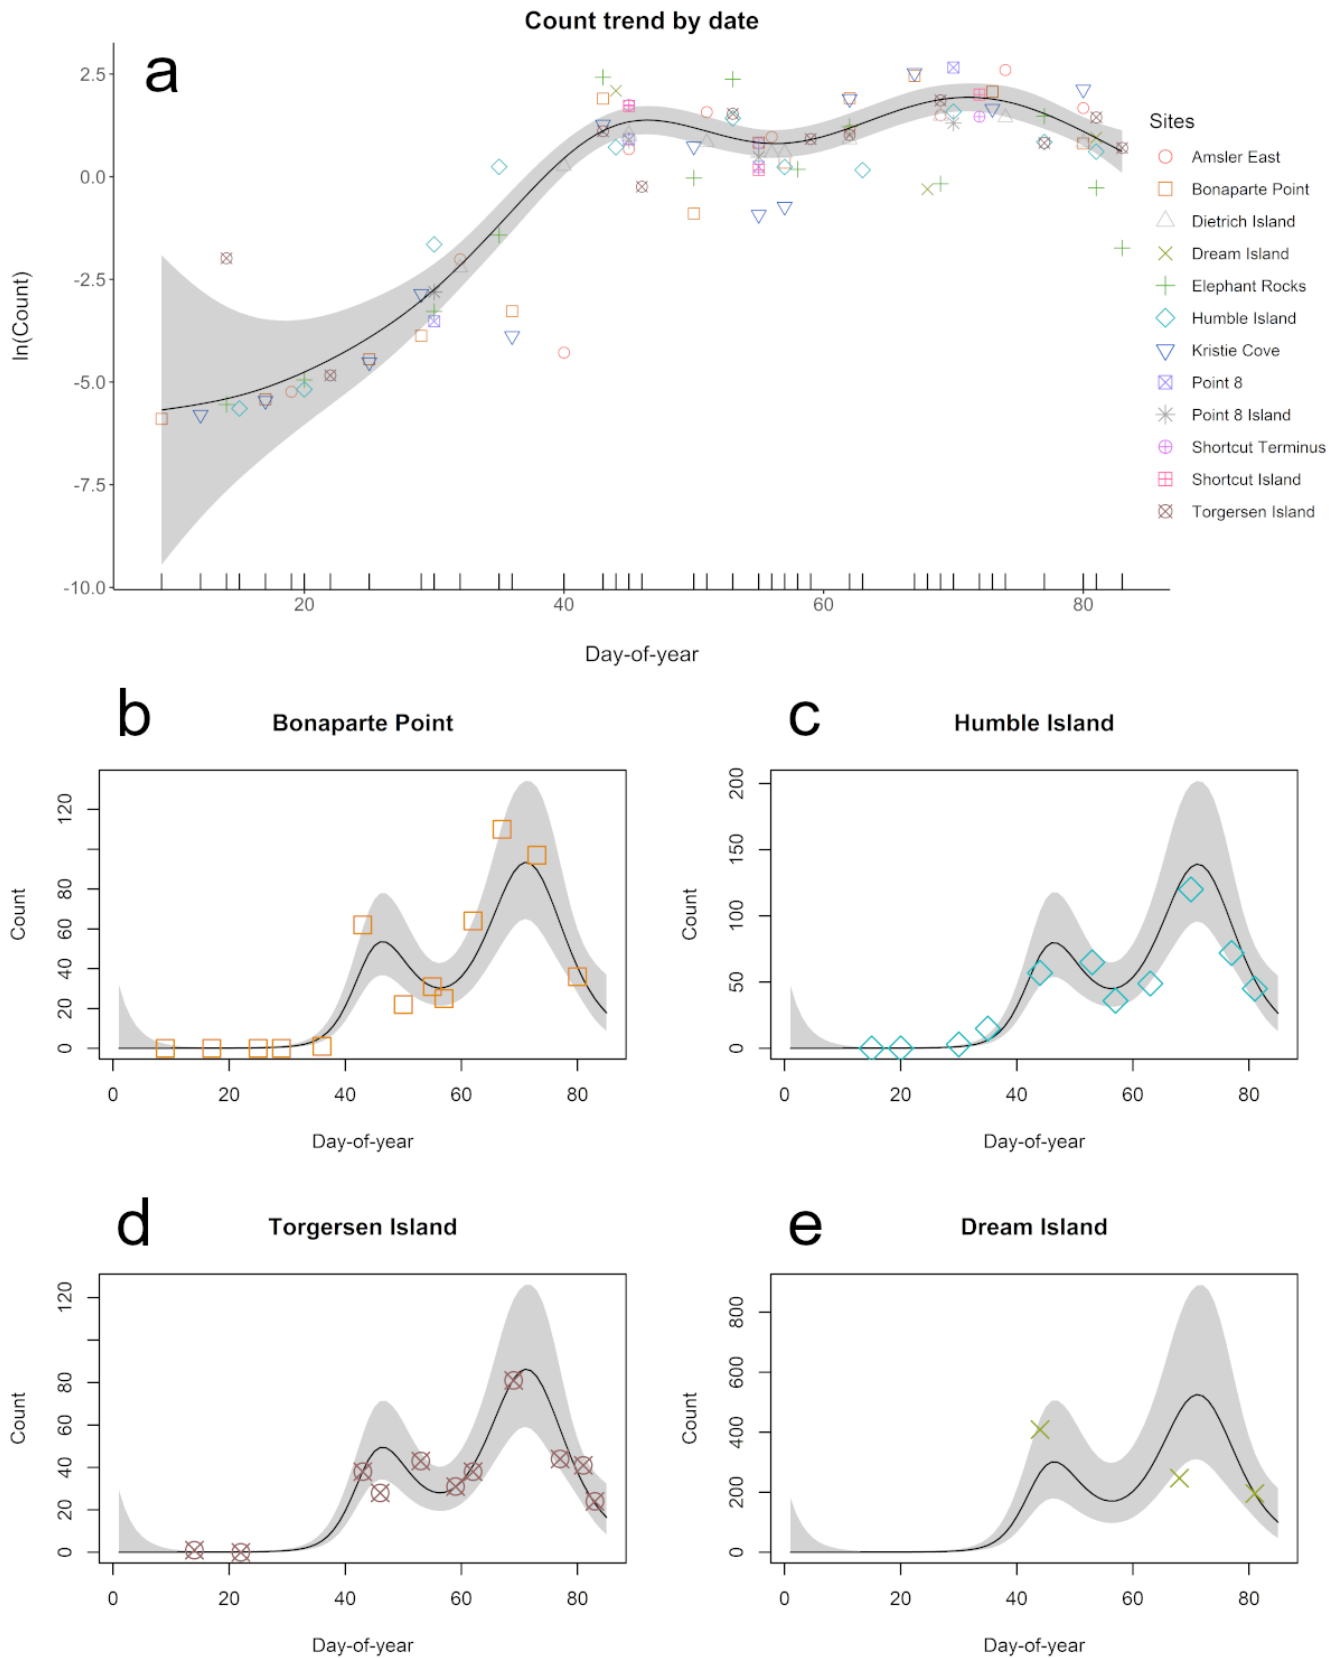 Count trend by date
a
2.5
0.0
-2.5
-5.0
-7.5
-10.0
ln(Count)
20 40 60 80
Day-of-year
Sites
Amsler East
Bonaparte Point
Dietrich Island
Dream Island
Elephant Rocks
Humble Island
Kristie Cove
Point 8
Point 8 Island
Shortcut Terminus
Shortcut Island
Torgersen Island
b
Bonaparte Point
Count
0 20 40 60 80 120
0 20 40 60 80
Day-of-year
c
Humble Island
Count
0 50 100 150 200
0 20 40 60 80
Day-of-year
d
Torgersen Island
Count
0 20 40 60 80 120
0 20 40 60 80
Day-of-year
e
Dream Island
Count
0 200 400 600 800
0 20 40 60 80
Day-of-year